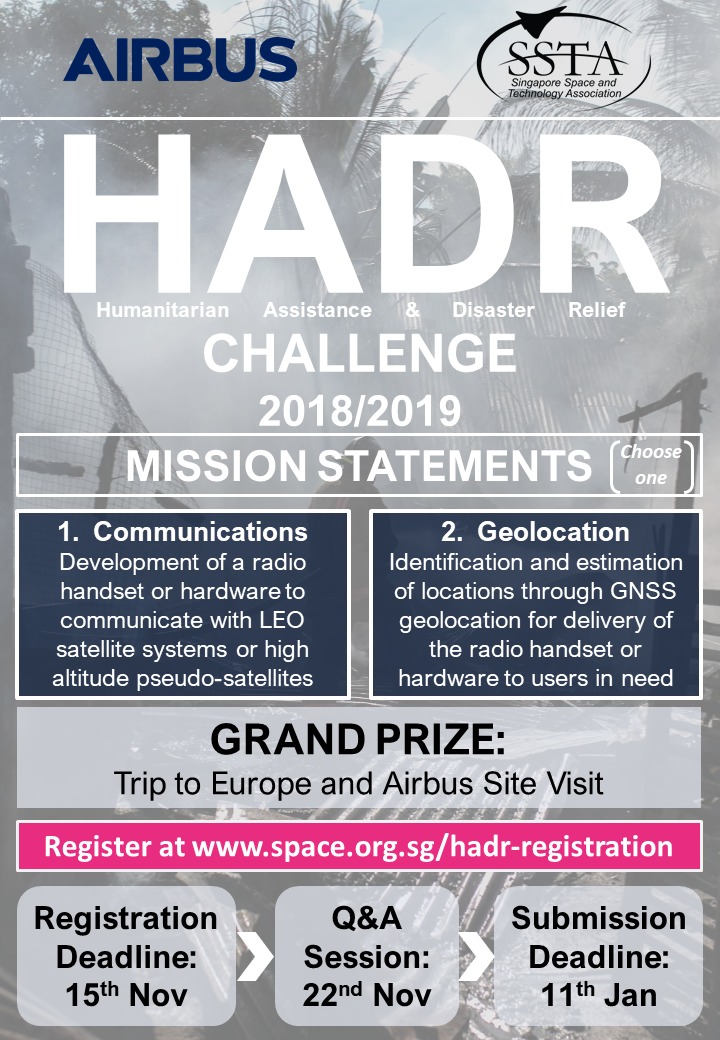 AIRBUS
SSTA
Singapore Space and
Technology Association
HADR
Humanitarian Assistance & Disaster Relief
CHALLENGE
2018/2019
MISSION STATEMENTS
Choose
one
1. Communications
Development of a radio
handset or hardware to
communicate with LEO
satellite systems or high
altitude pseudo-satellites
2. Geolocation
Identification and estimation
of locations through GNSS
geolocation for delivery of
the radio handset or
hardware to users in need
GRAND PRIZE:
Trip to Europe and Airbus Site Visit
Register at www.space.org.sg/hadr-registration
Registration
Deadline:
15th Nov
Q&A
Session:
22nd Nov
Submission
Deadline:
11th Jan